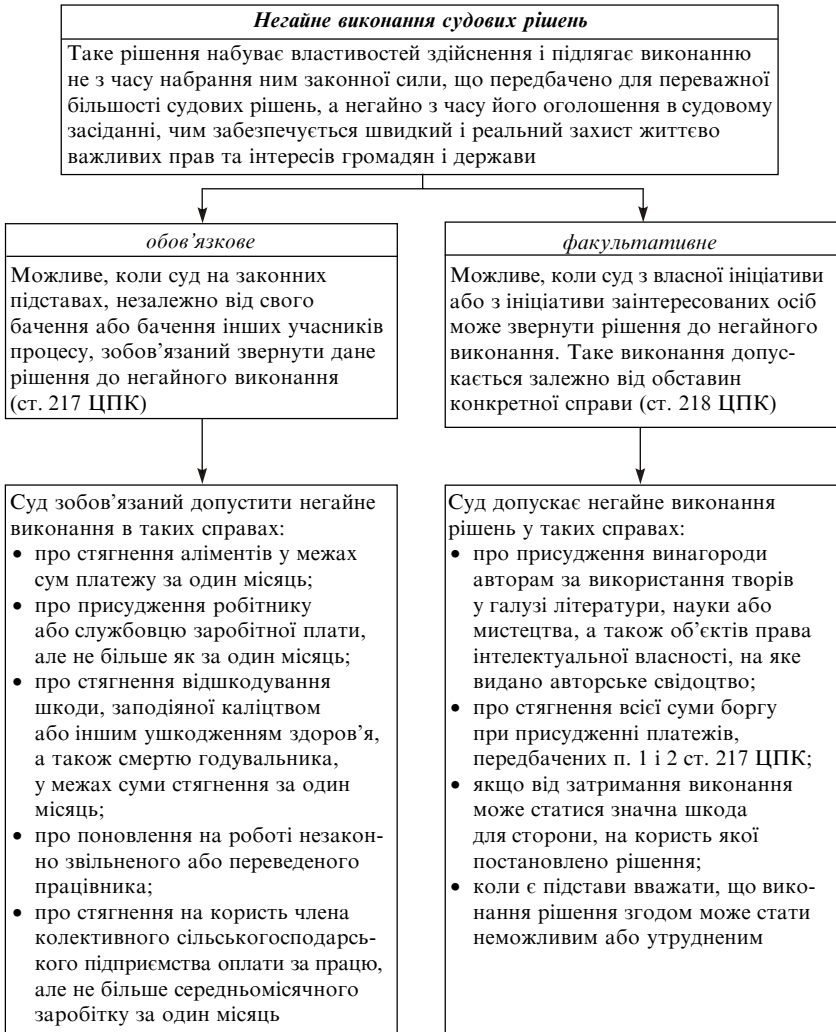 Негайне виконання судових рішень
Таке рішення набуває властивостей здійснення і підлягає виконанню
не з часу набрання ним законної сили, що передбачено для переважної
більшості судових рішень, а негайно з часу його оголошення в судовому
засіданні, чим забезпечується швидкий і реальний захист життєво
важливих прав та інтересів громадян і держави
обов’язкове
Можливе, коли суд на законних
підставах, незалежно від свого
бачення або бачення інших учасників
процесу, зобов’язаний звернути дане
рішення до негайного виконання
(ст. 217 ЦПК)
факультативне
Можливе, коли суд з власної ініціативи
або з ініціативи заінтересованих осіб
може звернути рішення до негайного
виконання. Таке виконання допус-
кається залежно від обставин
конкретної справи (ст. 218 ЦПК)
Суд зобов’язаний допустити негайне
виконання в таких справах:
• про стягнення аліментів у межах
сум платежу за один місяць;
• про присудження робітнику
або службовцю заробітної плати,
але не більше як за один місяць;
• про стягнення відшкодування
шкоди, заподіяної каліцтвом
або іншим ушкодженням здоров’я,
а також смертю годувальника,
у межах суми стягнення за один
місяць;
• про поновлення на роботі незакон-
но звільненого або переведеного
працівника;
• про стягнення на користь члена
колективного сільськогосподарсь-
кого підприємства оплати за працю,
але не більше середньомісячного
заробітку за один місяць
Суд допускає негайне виконання
рішень у таких справах:
• про присудження винагороди
авторам за використання творів
у галузі літератури, науки або
мистецтва, а також об’єктів права
інтелектуальної власності, на яке
видано авторське свідоцтво;
• про стягнення всієї суми боргу
при присудженні платежів,
передбачених п. 1 і 2 ст. 217 ЦПК;
• якщо від затримання виконання
може статися значна шкода
для сторони, на користь якої
постановлено рішення;
• коли є підстави вважати, що вико-
нання рішення згодом може стати
неможливим або утрудненим